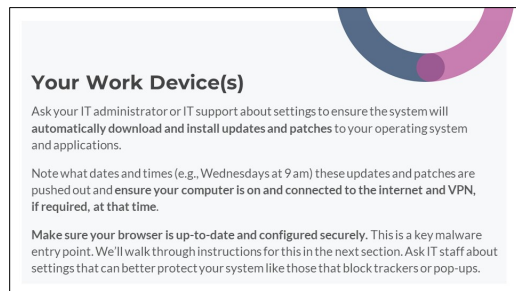 Your Work Device(s)
Ask your IT administrator or IT support about settings to ensure the system will
automatically download and install updates and patches to your operating system
and applications.
Note what dates and times (e.g., Wednesdays at 9 am) these updates and patches are
pushed out and ensure your computer is on and connected to the internet and VPN,
if required, at that time.
Make sure your browser is up-to-date and configured securely. This is a key malware
entry point. We'll walk through instructions for this in the next section. Ask IT staff about
settings that can better protect your system like those that block trackers or pop-ups.